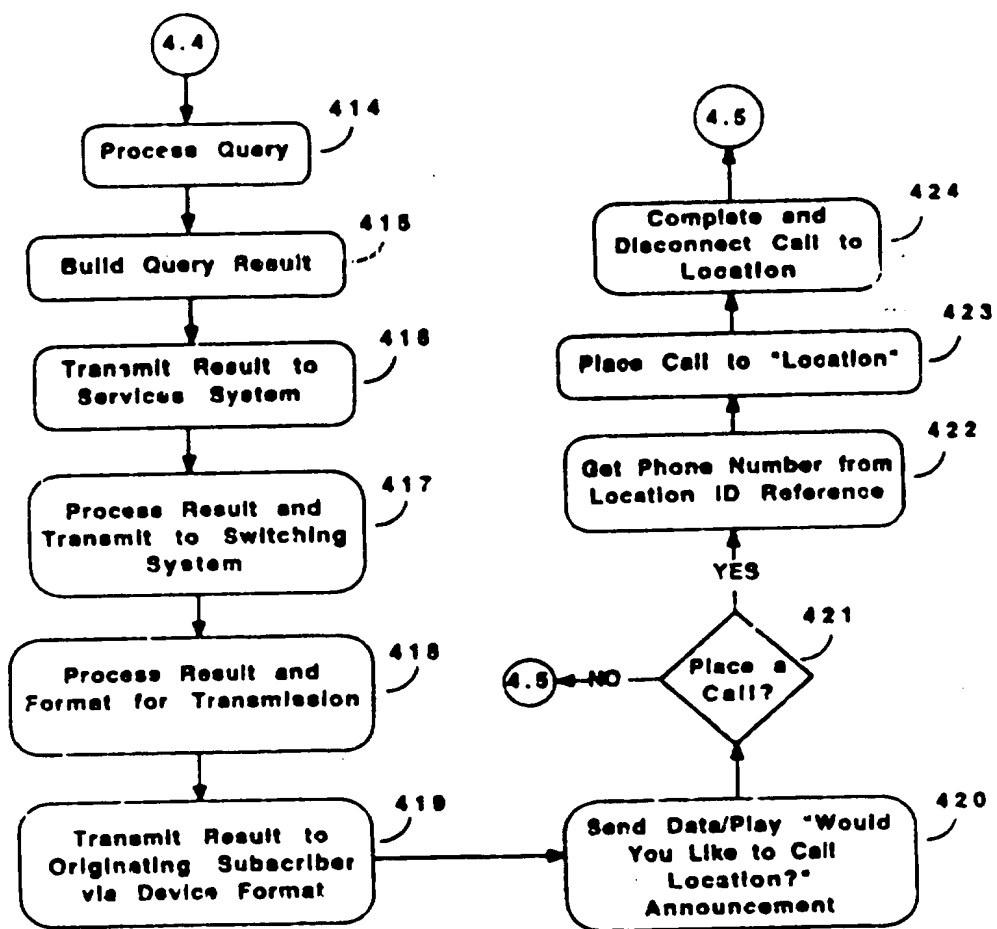 4.4
414
Process Query
415
Build Query Result
416
Transmit Result to
Services System
417
Process Result and
Transmit to Switching
System
418
Process Result and
Format for Transmission
419
Transmit Result to
Originating Subscriber
via Device Format
420
Send Data/Play "Would
You Like to Call
Location?"
Announcement
421
Place a
Call?
NO
4.5
YES
422
Get Phone Number from
Location ID Reference
423
Place Call to "Location"
424
Complete and
Disconnect Call to
Location
4.5